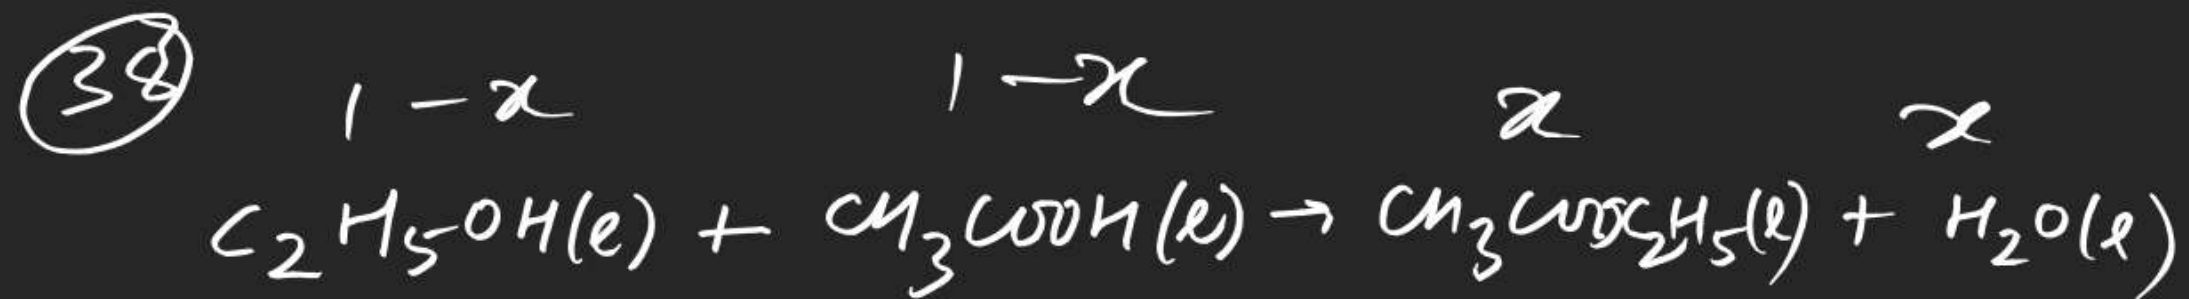 38
1-x 1-x x x
C2H5OH(l) + CH3COOH(l) → CH3COOC2H5(l) + H2O(l)